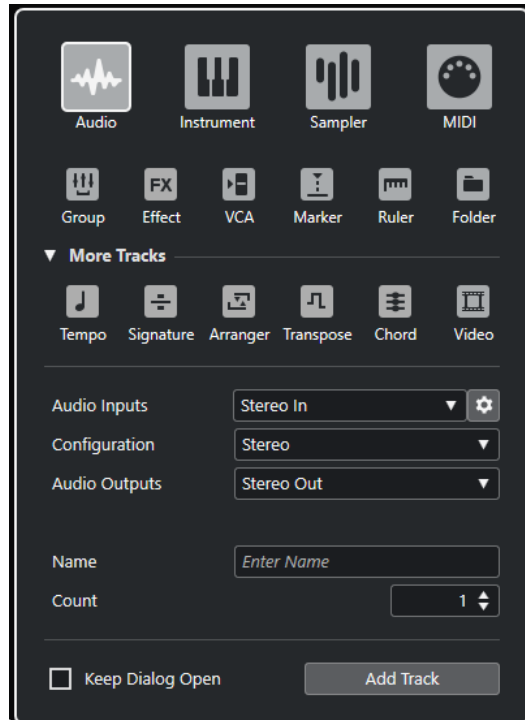 Audio Instrument Sampler MIDI
FX
Group Effect VCA Marker Ruler Folder
More Tracks
Tempo Signature Arranger Transpose Chord Video
Audio Inputs Stereo In
Configuration Stereo
Audio Outputs Stereo Out
Name Enter Name
Count 1
Keep Dialog Open Add Track